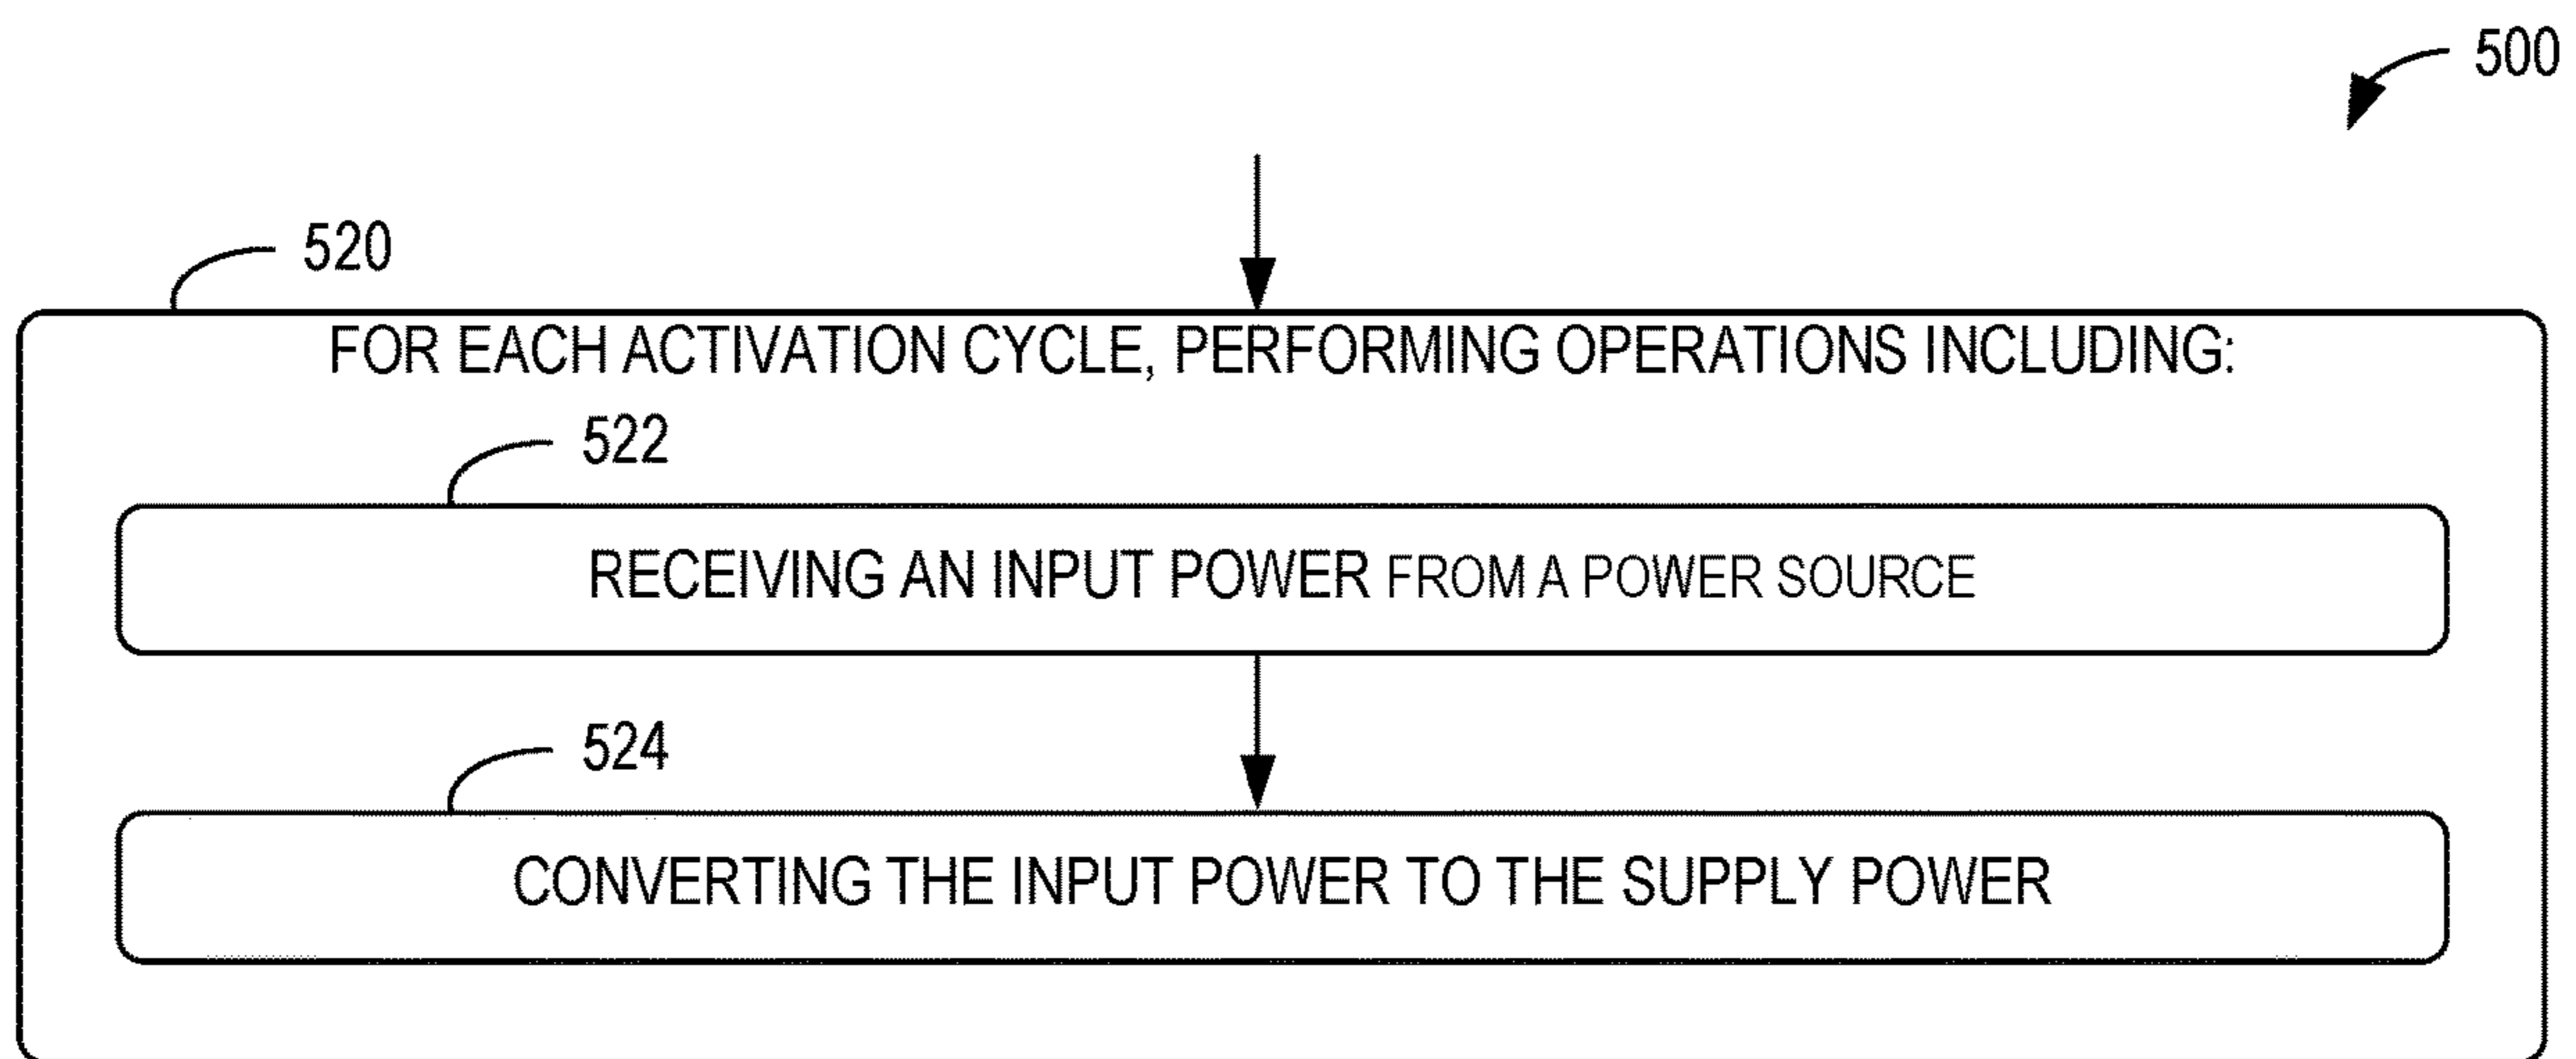 500
520
FOR EACH ACTIVATION CYCLE, PERFORMING OPERATIONS INCLUDING:
522
RECEIVING AN INPUT POWER FROM A POWER SOURCE
524
CONVERTING THE INPUT POWER TO THE SUPPLY POWER